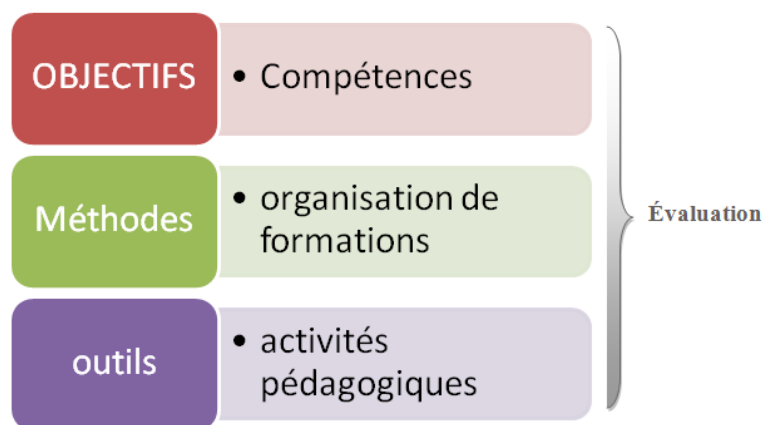 OBJECTIFS
• Compétences
Méthodes
• organisation de
formations
outils
• activités
pédagogiques
Évaluation